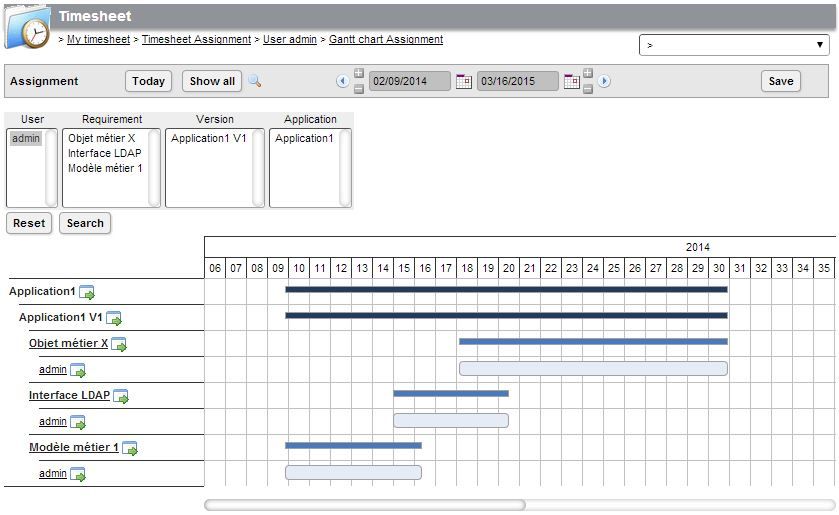 Timesheet
> My timesheet > Timesheet Assignment > User admin > Gantt chart Assignment
>
Assignment Today Show all 02/09/2014 03/16/2015 Save
User Requirement Version Application
admin Objet métier X Application1 V1 Application1
Interface LDAP
Modèle métier 1
Reset Search
2014
06 07 08 09 10 11 12 13 14 15 16 17 18 19 20 21 22 23 24 25 26 27 28 29 30 31 32 33 34 35
Application1
Application1 V1
Objet métier X
admin
Interface LDAP
admin
Modèle métier 1
admin